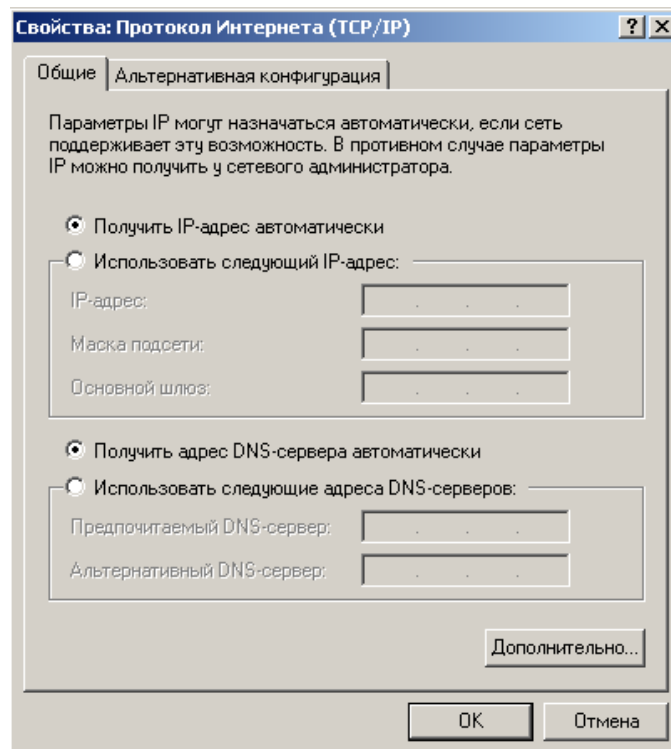 Свойства: Протокол Интернета (TCP/IP)
Общие
Альтернативная конфигурация
Параметры IP могут назначаться автоматически, если сеть
поддерживает эту возможность. В противном случае параметры
IP можно получить у сетевого администратора.
Получить IP-адрес автоматически
Использовать следующий IP-адрес:
IP-адрес:
Маска подсети:
Основной шлюз:
Получить адрес DNS-сервера автоматически
Использовать следующие адреса DNS-серверов:
Предпочитаемый DNS-сервер:
Альтернативный DNS-сервер:
Дополнительно...
OK
Отмена